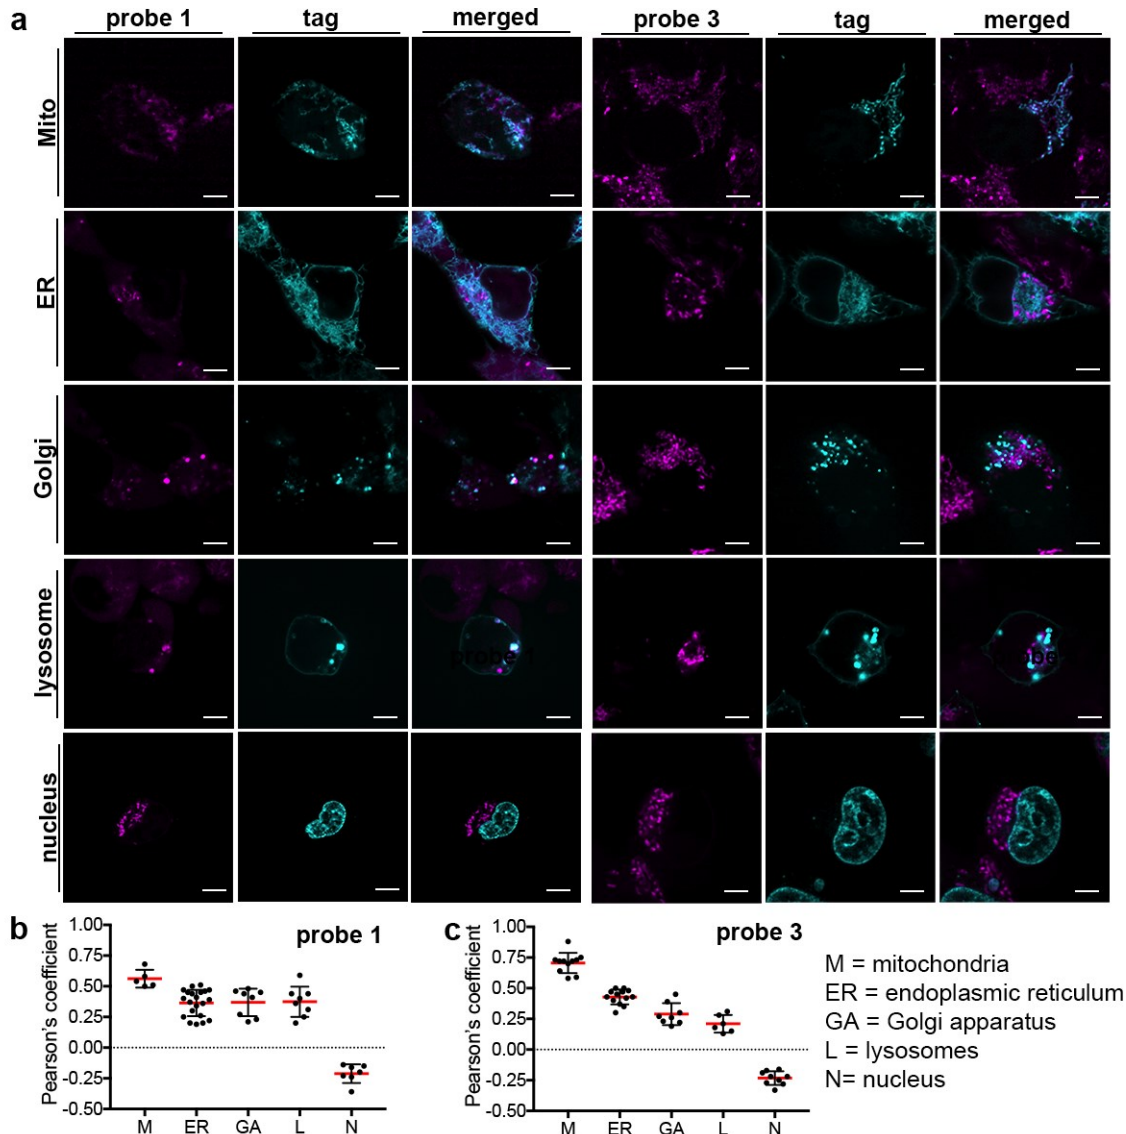 a
probe 1 tag merged probe 3 tag merged
Mito
ER
Golgi
lysosome
nucleus
b
probe 1
Pearson's coefficient
1.00
0.75
0.50
0.25
0.00
-0.25
-0.50
M ER GA L N
c
probe 3
Pearson's coefficient
1.00
0.75
0.50
0.25
0.00
-0.25
-0.50
M ER GA L N
M = mitochondria
ER = endoplasmic reticulum
GA = Golgi apparatus
L = lysosomes
N= nucleus